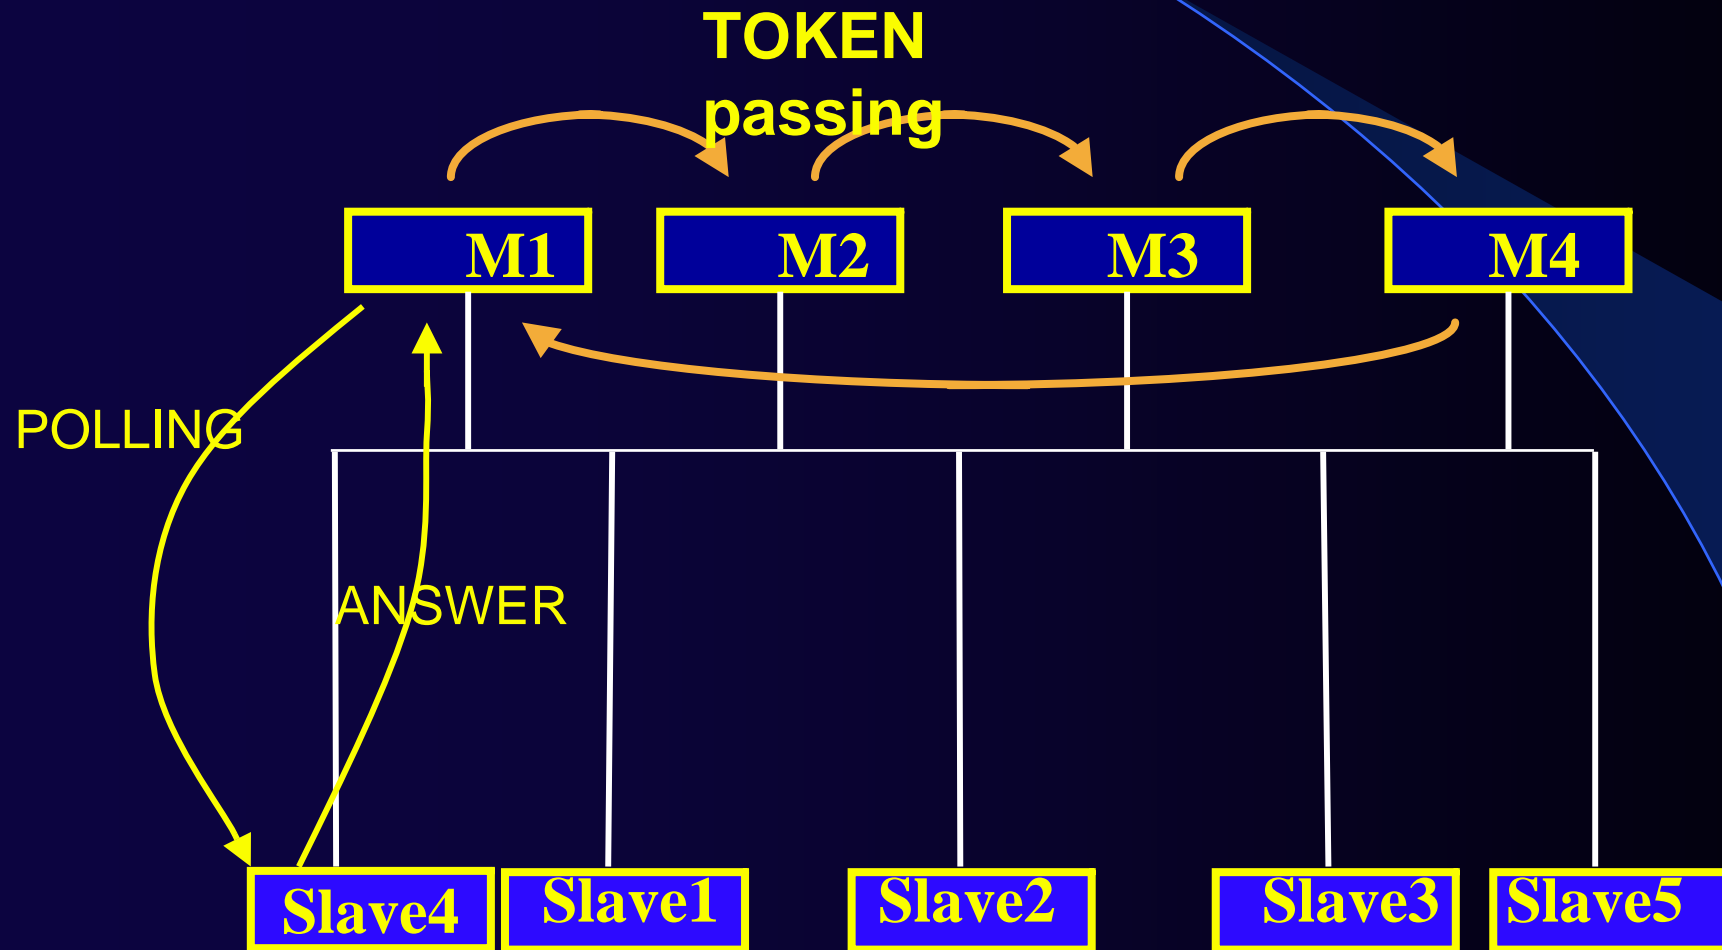 TOKEN
passing
M1
M2
M3
M4
POLLING
ANSWER
Slave4
Slave1
Slave2
Slave3
Slave5